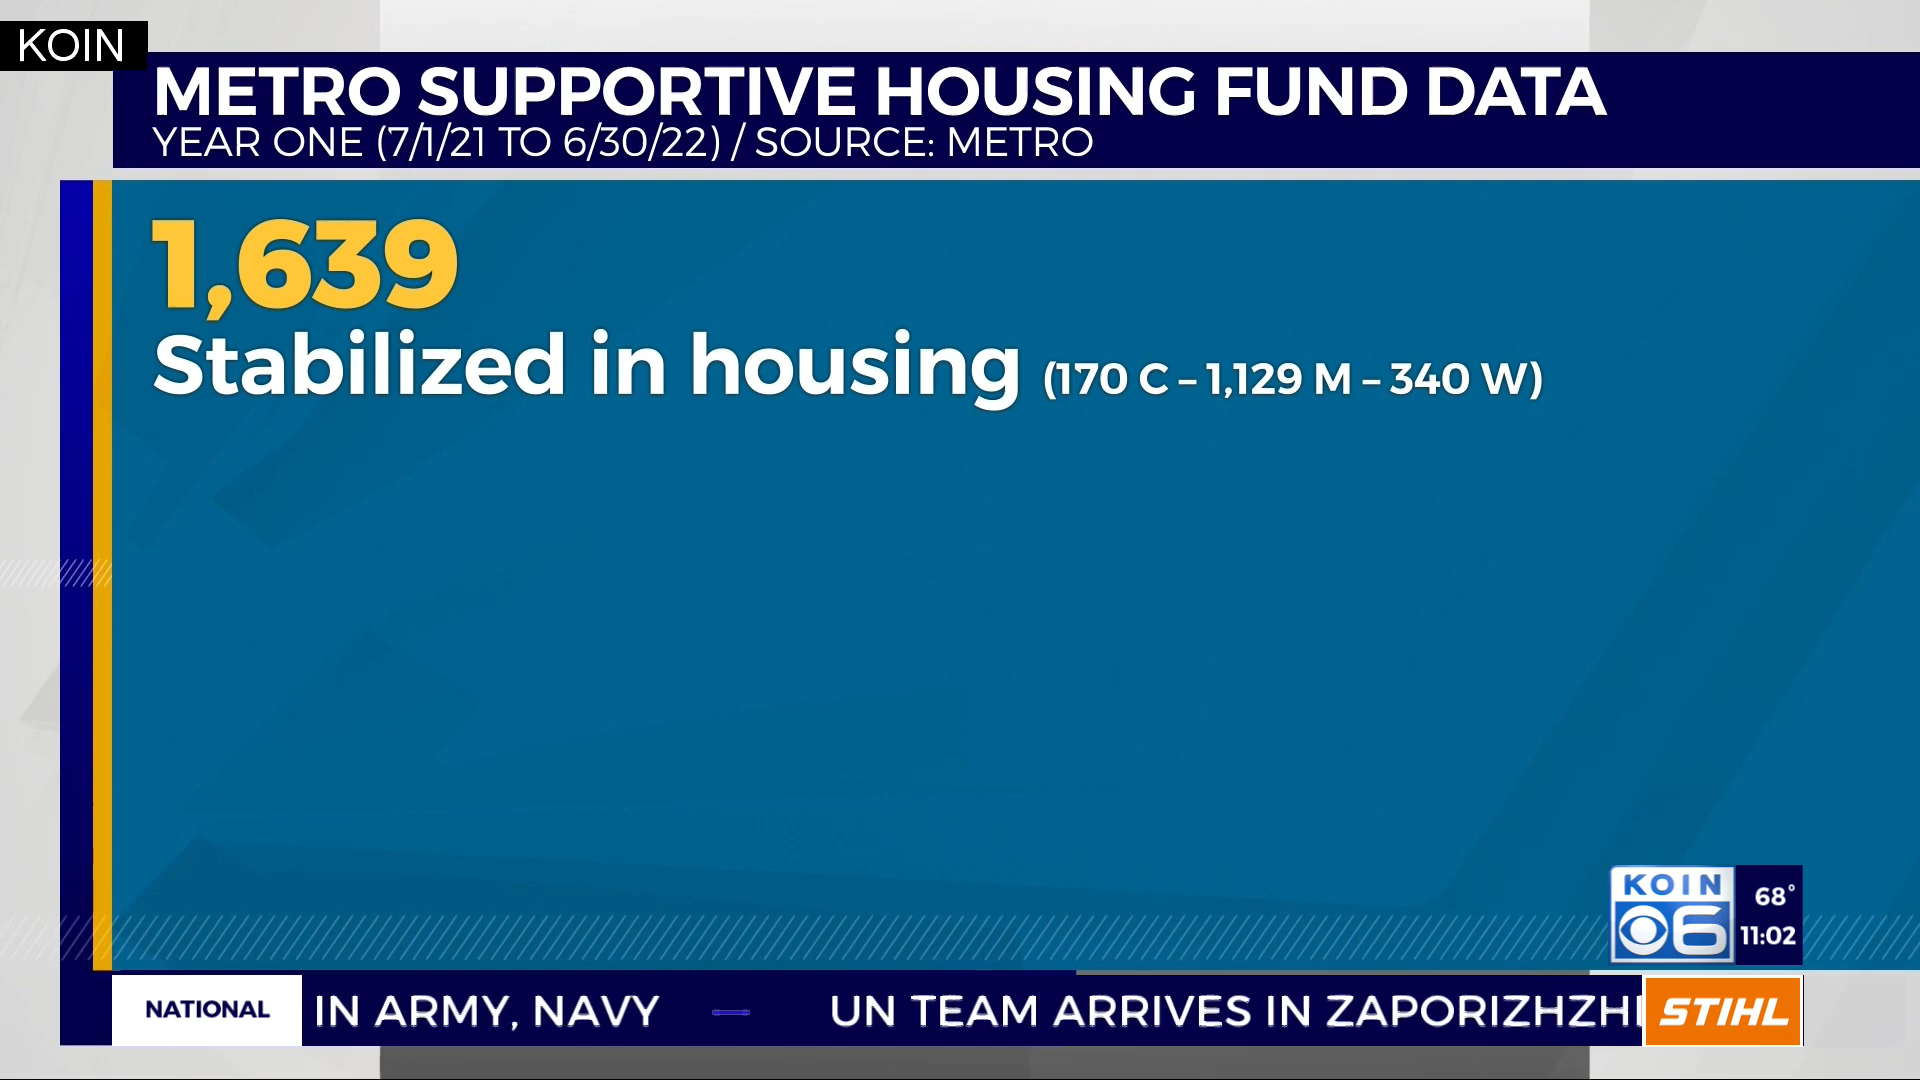 KOIN
METRO SUPPORTIVE HOUSING FUND DATA
YEAR ONE (7/1/21 TO 6/30/22) / SOURCE: METRO
1,639
Stabilized in housing (170 C – 1,129 M – 340 W)
KOIN
6
68°
11:02
NATIONAL
IN ARMY, NAVY — UN TEAM ARRIVES IN ZAPORIZHZHI
STIHL